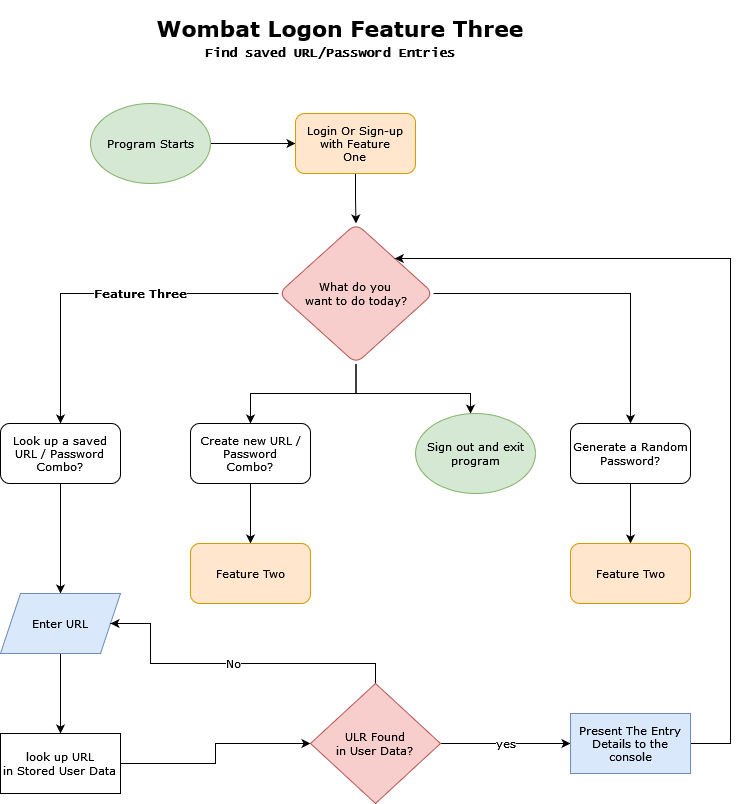 Wombat Logon Feature Three
Find saved URL/Password Entries
Program Starts
Login Or Sign-up
with Feature
One
What do you
want to do today?
Feature Three
Look up a saved
URL / Password
Combo?
Create new URL /
Password
Combo?
Sign out and exit
program
Generate a Random
Password?
Feature Two
Feature Two
Enter URL
No
look up URL
in Stored User Data
ULR Found
in User Data?
yes
Present The Entry
Details to the
console